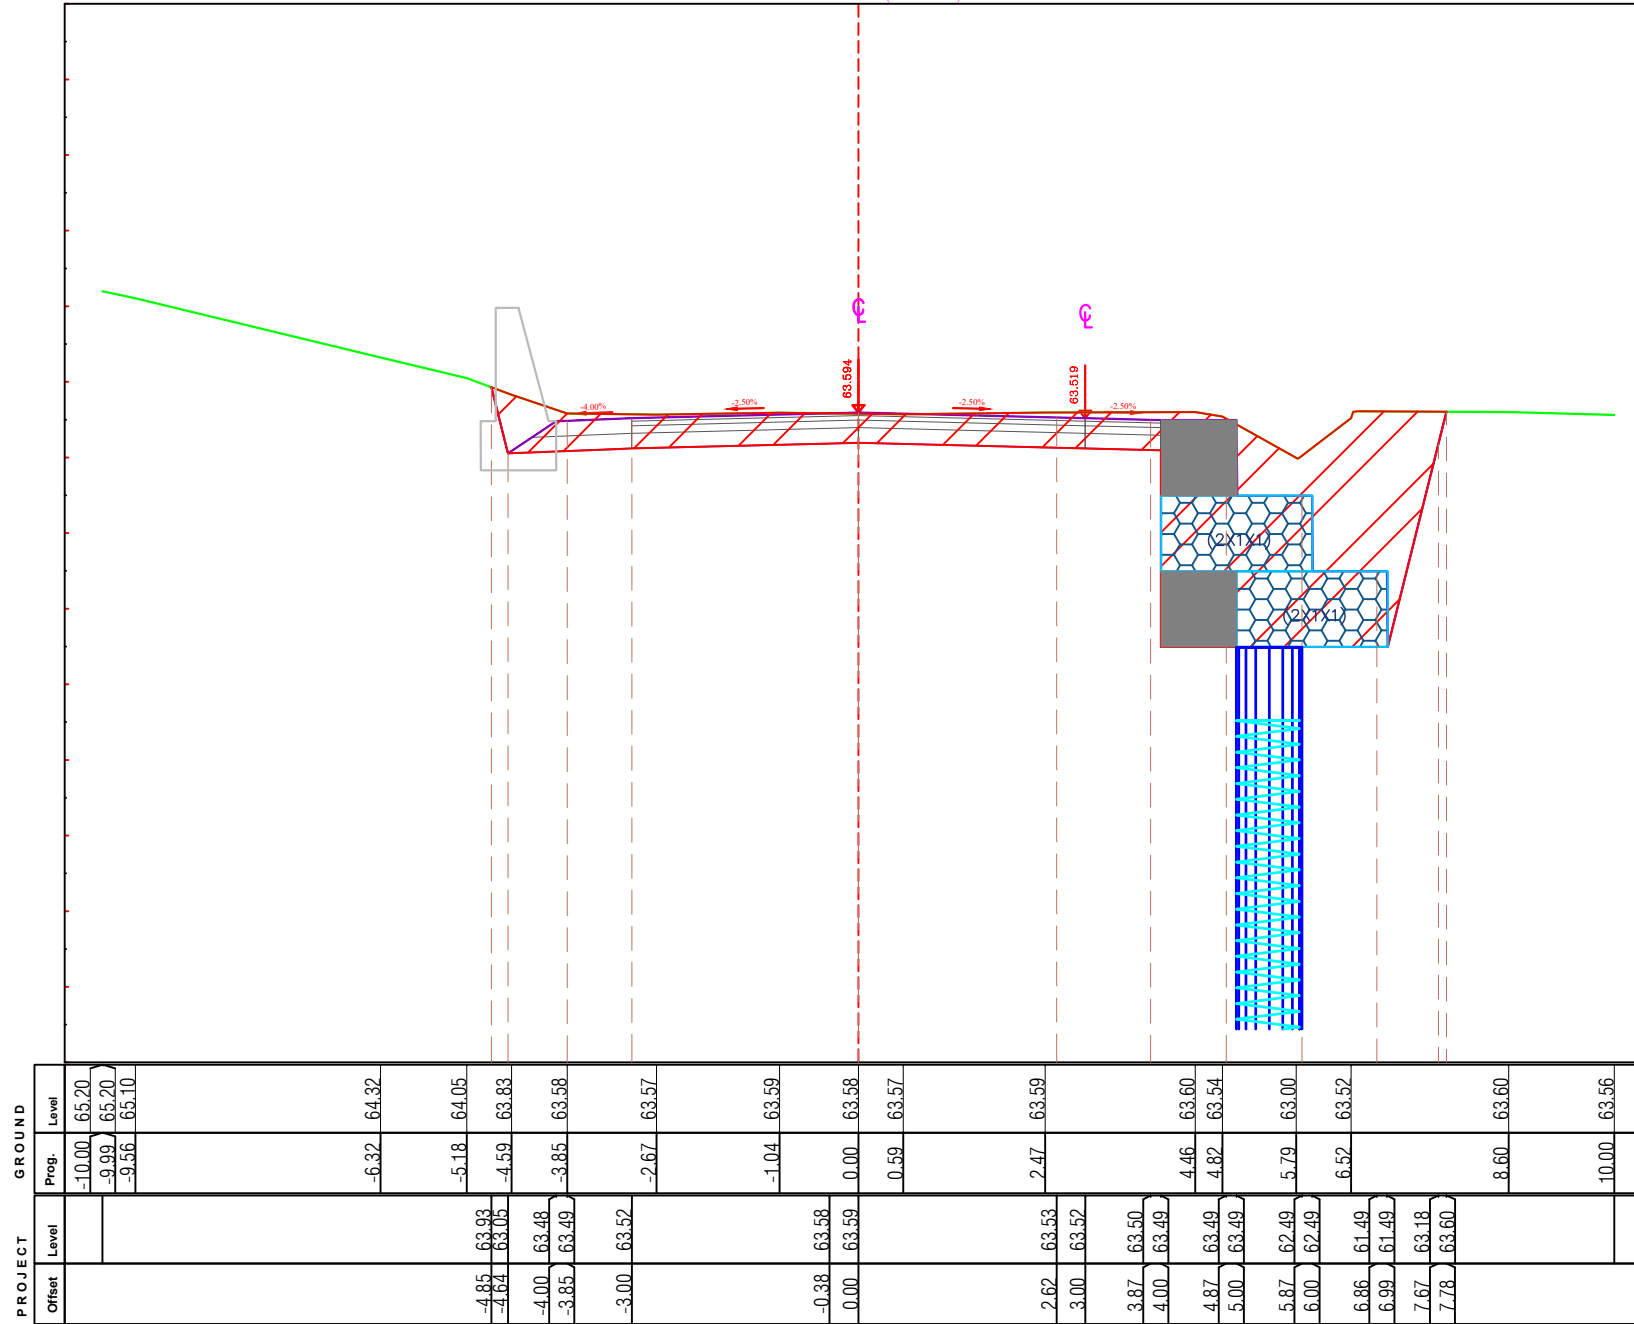 63.594
63.519
-4.00%
-2.50%
-2.50%
-2.50%
(2X1X1)
(2X1X1)
GROUND
Level
65.20 65.20 65.10 64.32 64.05 63.83 63.58 63.57 63.59 63.58 63.57 63.59 63.60 63.54 63.00 63.52 63.60 63.56
Prog.
-10.00 -9.99 -9.56 -6.32 -5.18 -4.59 -3.85 -2.67 -1.04 0.00 0.59 2.47 4.46 4.82 5.79 6.52 8.60 10.00
PROJECT
Level
63.93 63.05 63.48 63.49 63.52 63.58 63.59 63.53 63.52 63.50 63.49 63.49 63.49 62.49 62.49 61.49 61.49 63.18 63.60
Offset
-4.85 -4.64 -4.00 -3.85 -3.00 -0.38 0.00 2.62 3.00 3.87 4.00 4.87 5.00 5.87 6.00 6.86 6.99 7.67 7.78